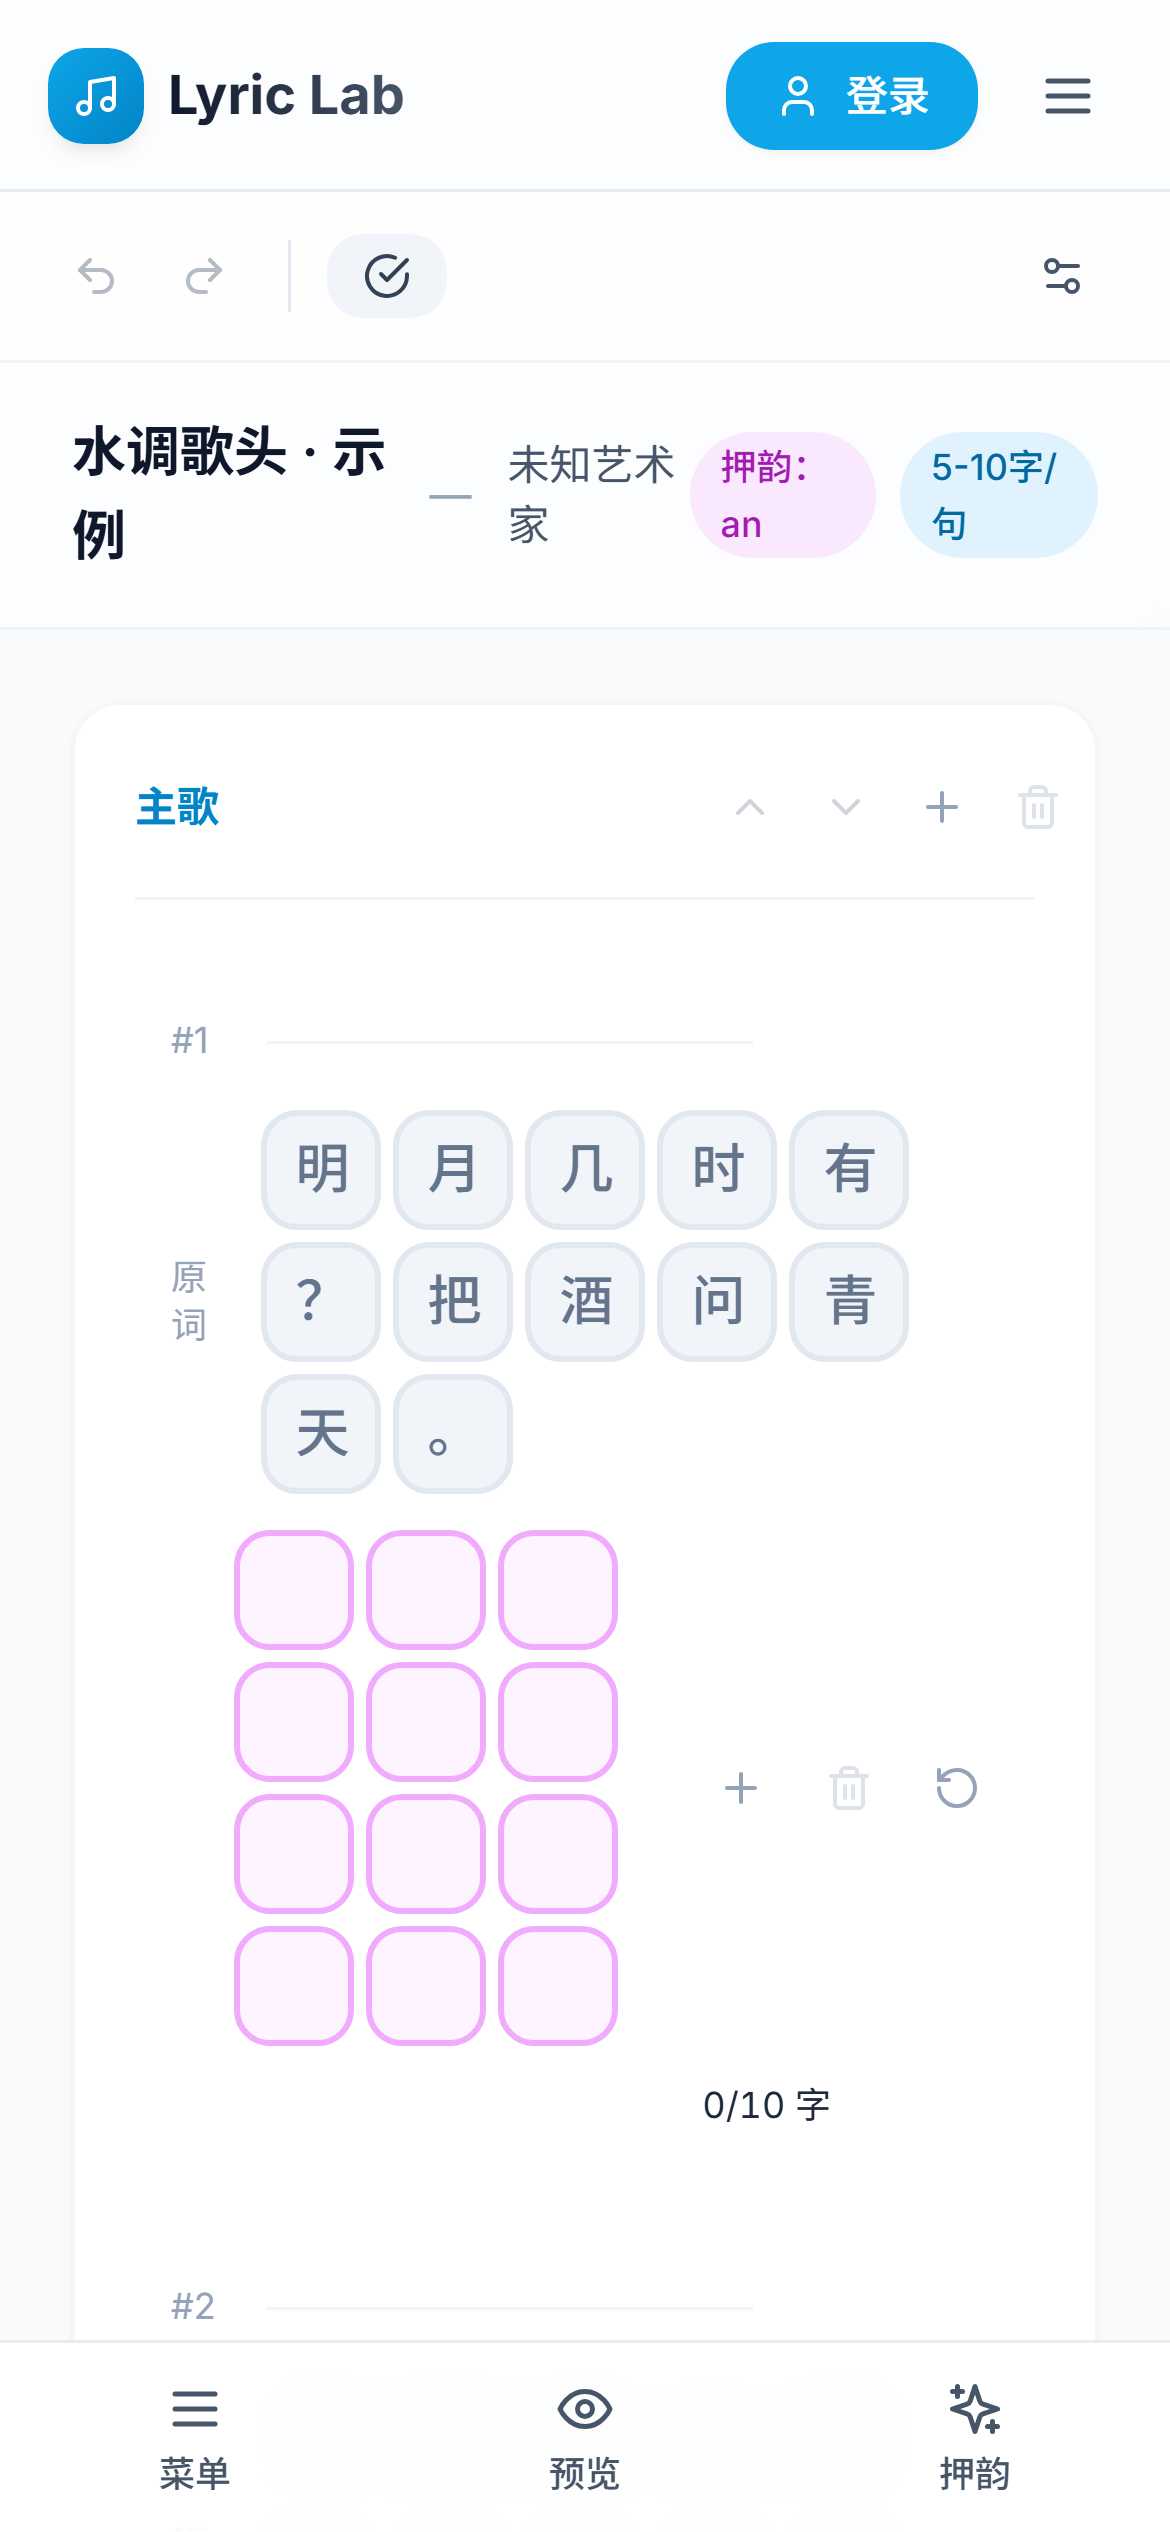 Lyric Lab
登录
水调歌头 · 示
例
—
未知艺术
家
押韵：
an
5-10字/
句
主歌
#1
原
词
明月几时有
？把酒问青
天。
0/10 字
#2
菜单
预览
押韵